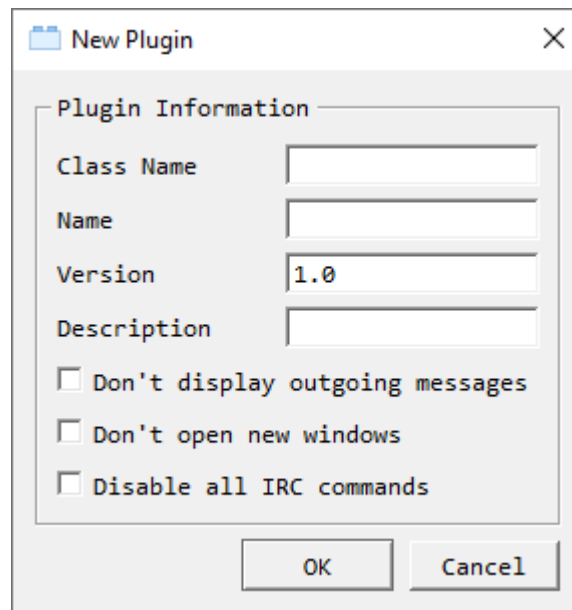 New Plugin
Plugin Information
Class Name
Name
Version 1.0
Description
Don't display outgoing messages
Don't open new windows
Disable all IRC commands
OK Cancel